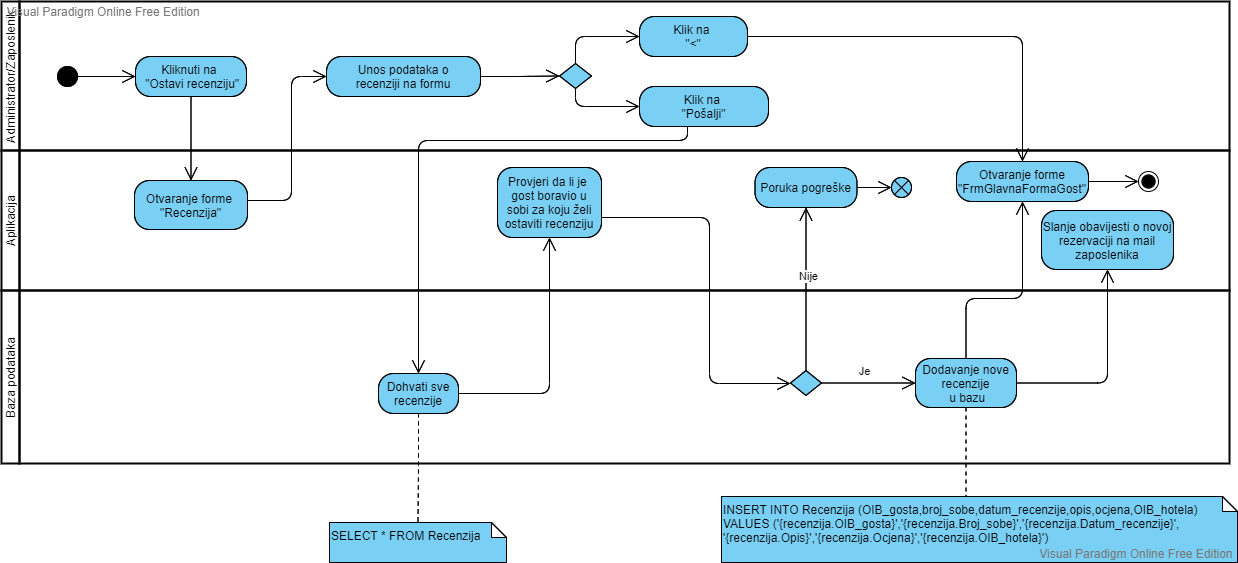 Visual Paradigm Online Free Edition
Administrator/Zaposlenik
Kliknuti na
"Ostavi recenziju"
Unos podataka o
recenziji na formu
Klik na
"<"
Klik na
"Pošalji"
Aplikacija
Otvaranje forme
"Recenzija"
Provjeri da li je
gost boravio u
sobi za koju želi
ostaviti recenziju
Poruka pogreške
Otvaranje forme
"FrmGlavnaFormaGost"
Slanje obavijesti o novoj
rezervaciji na mail
zaposlenika
Nije
Baza podataka
Dohvati sve
recenzije
Je
Dodavanje nove
recenzije
u bazu
SELECT * FROM Recenzija
INSERT INTO Recenzija (OIB_gosta,broj_sobe,datum_recenzije,opis,ocjena,OIB_hotela)
VALUES ('{recenzija.OIB_gosta}','{recenzija.Broj_sobe}','{recenzija.Datum_recenzije}',
'{recenzija.Opis}','{recenzija.Ocjena}','{recenzija.OIB_hotela}')
Visual Paradigm Online Free Edition